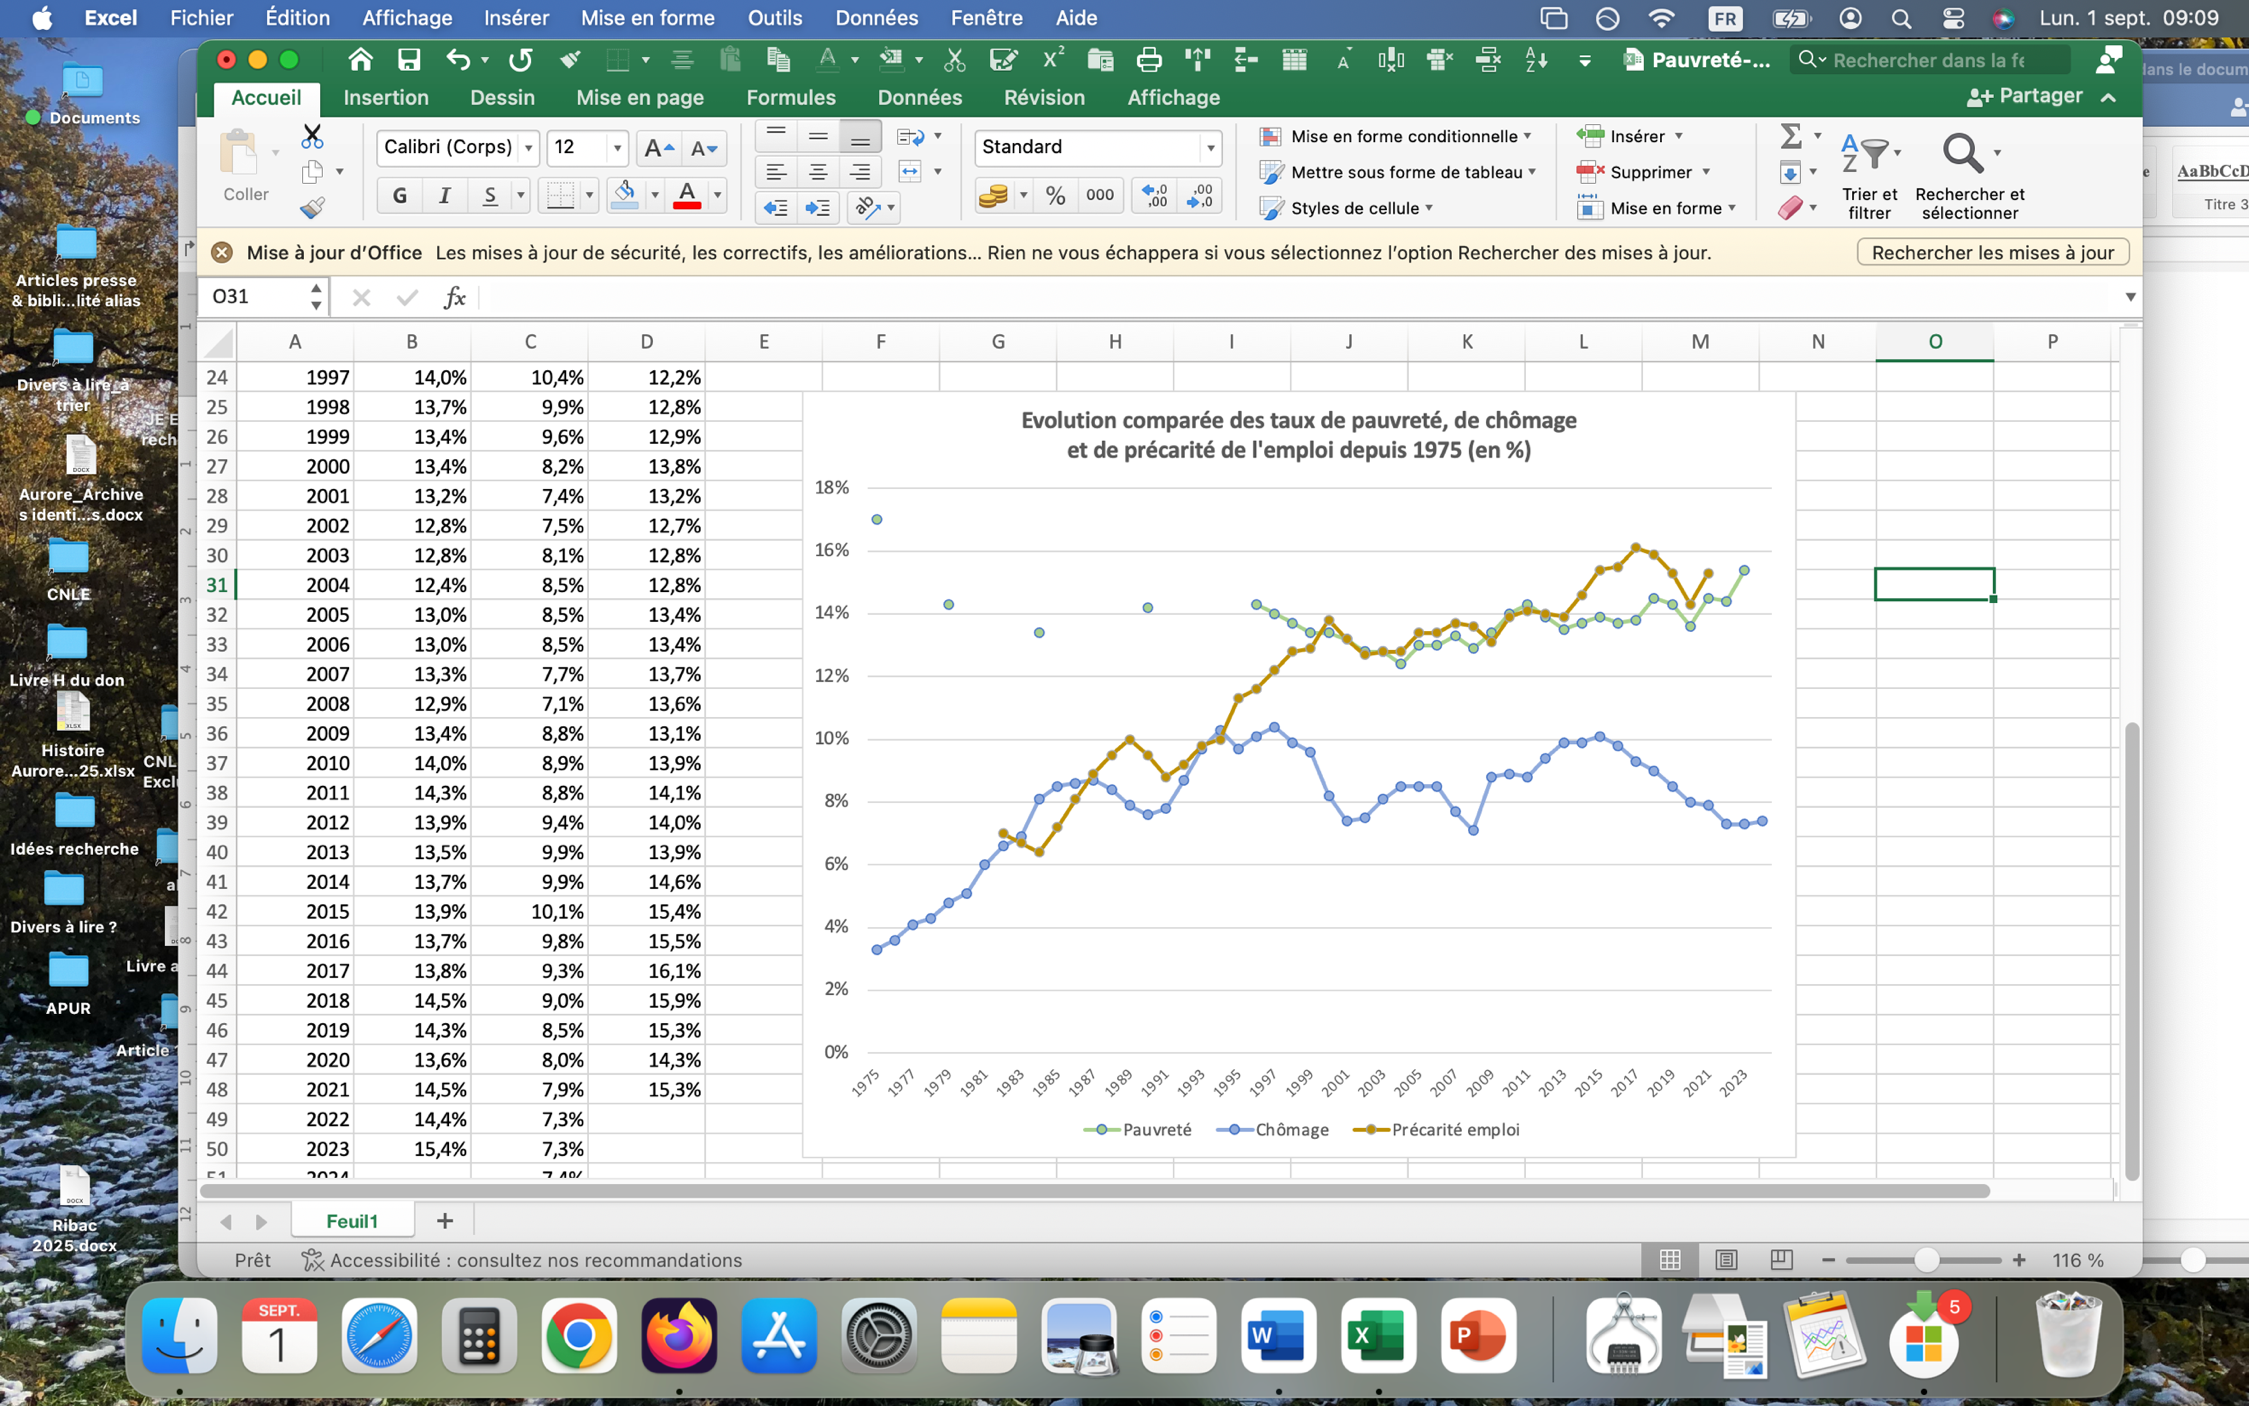 Excel Fichier Édition Affichage Insérer Mise en forme Outils Données Fenêtre Aide FR Lun. 1 sept. 09:09
Pauvreté-... Rechercher dans la fe
Accueil Insertion Dessin Mise en page Formules Données Révision Affichage Partager
Coller
Calibri (Corps) 12
G I S
Standard
% 000
Mise en forme conditionnelle
Mettre sous forme de tableau
Styles de cellule
Insérer
Supprimer
Mise en forme
Trier et filtrer
Rechercher et sélectionner
AaBbCcD
Titre 3
Mise à jour d’Office Les mises à jour de sécurité, les correctifs, les améliorations... Rien ne vous échappera si vous sélectionnez l’option Rechercher des mises à jour. Rechercher les mises à jour
O31 fx
A B C D E F G H I J K L M N O P
24 1997 14,0% 10,4% 12,2%
25 1998 13,7% 9,9% 12,8%
26 1999 13,4% 9,6% 12,9%
27 2000 13,4% 8,2% 13,8%
28 2001 13,2% 7,4% 13,2%
29 2002 12,8% 7,5% 12,7%
30 2003 12,8% 8,1% 12,8%
31 2004 12,4% 8,5% 12,8%
32 2005 13,0% 8,5% 13,4%
33 2006 13,0% 8,5% 13,4%
34 2007 13,3% 7,7% 13,7%
35 2008 12,9% 7,1% 13,6%
36 2009 13,4% 8,8% 13,1%
37 2010 14,0% 8,9% 13,9%
38 2011 14,3% 8,8% 14,1%
39 2012 13,9% 9,4% 14,0%
40 2013 13,5% 9,9% 13,9%
41 2014 13,7% 9,9% 14,6%
42 2015 13,9% 10,1% 15,4%
43 2016 13,7% 9,8% 15,5%
44 2017 13,8% 9,3% 16,1%
45 2018 14,5% 9,0% 15,9%
46 2019 14,3% 8,5% 15,3%
47 2020 13,6% 8,0% 14,3%
48 2021 14,5% 7,9% 15,3%
49 2022 14,4% 7,3%
50 2023 15,4% 7,3%
51 2024 7,4%
Evolution comparée des taux de pauvreté, de chômage
et de précarité de l'emploi depuis 1975 (en %)
18%
16%
14%
12%
10%
8%
6%
4%
2%
0%
1975 1977 1979 1981 1983 1985 1987 1989 1991 1993 1995 1997 1999 2001 2003 2005 2007 2009 2011 2013 2015 2017 2019 2021 2023
Pauvreté Chômage Précarité emploi
Feuil1
Prêt Accessibilité : consultez nos recommandations 116 %
Documents
Articles presse
& bibli...lité alias
Divers à lire_à
trier
Aurore_Archive
s identi...s.docx
CNLE
Livre H du don
Histoire
Aurore...25.xlsx
Idées recherche
Divers à lire ?
APUR
Ribac
2025.docx
JE E
rech
CNL
Excl
Livre a
Article
SEPT.
1
5